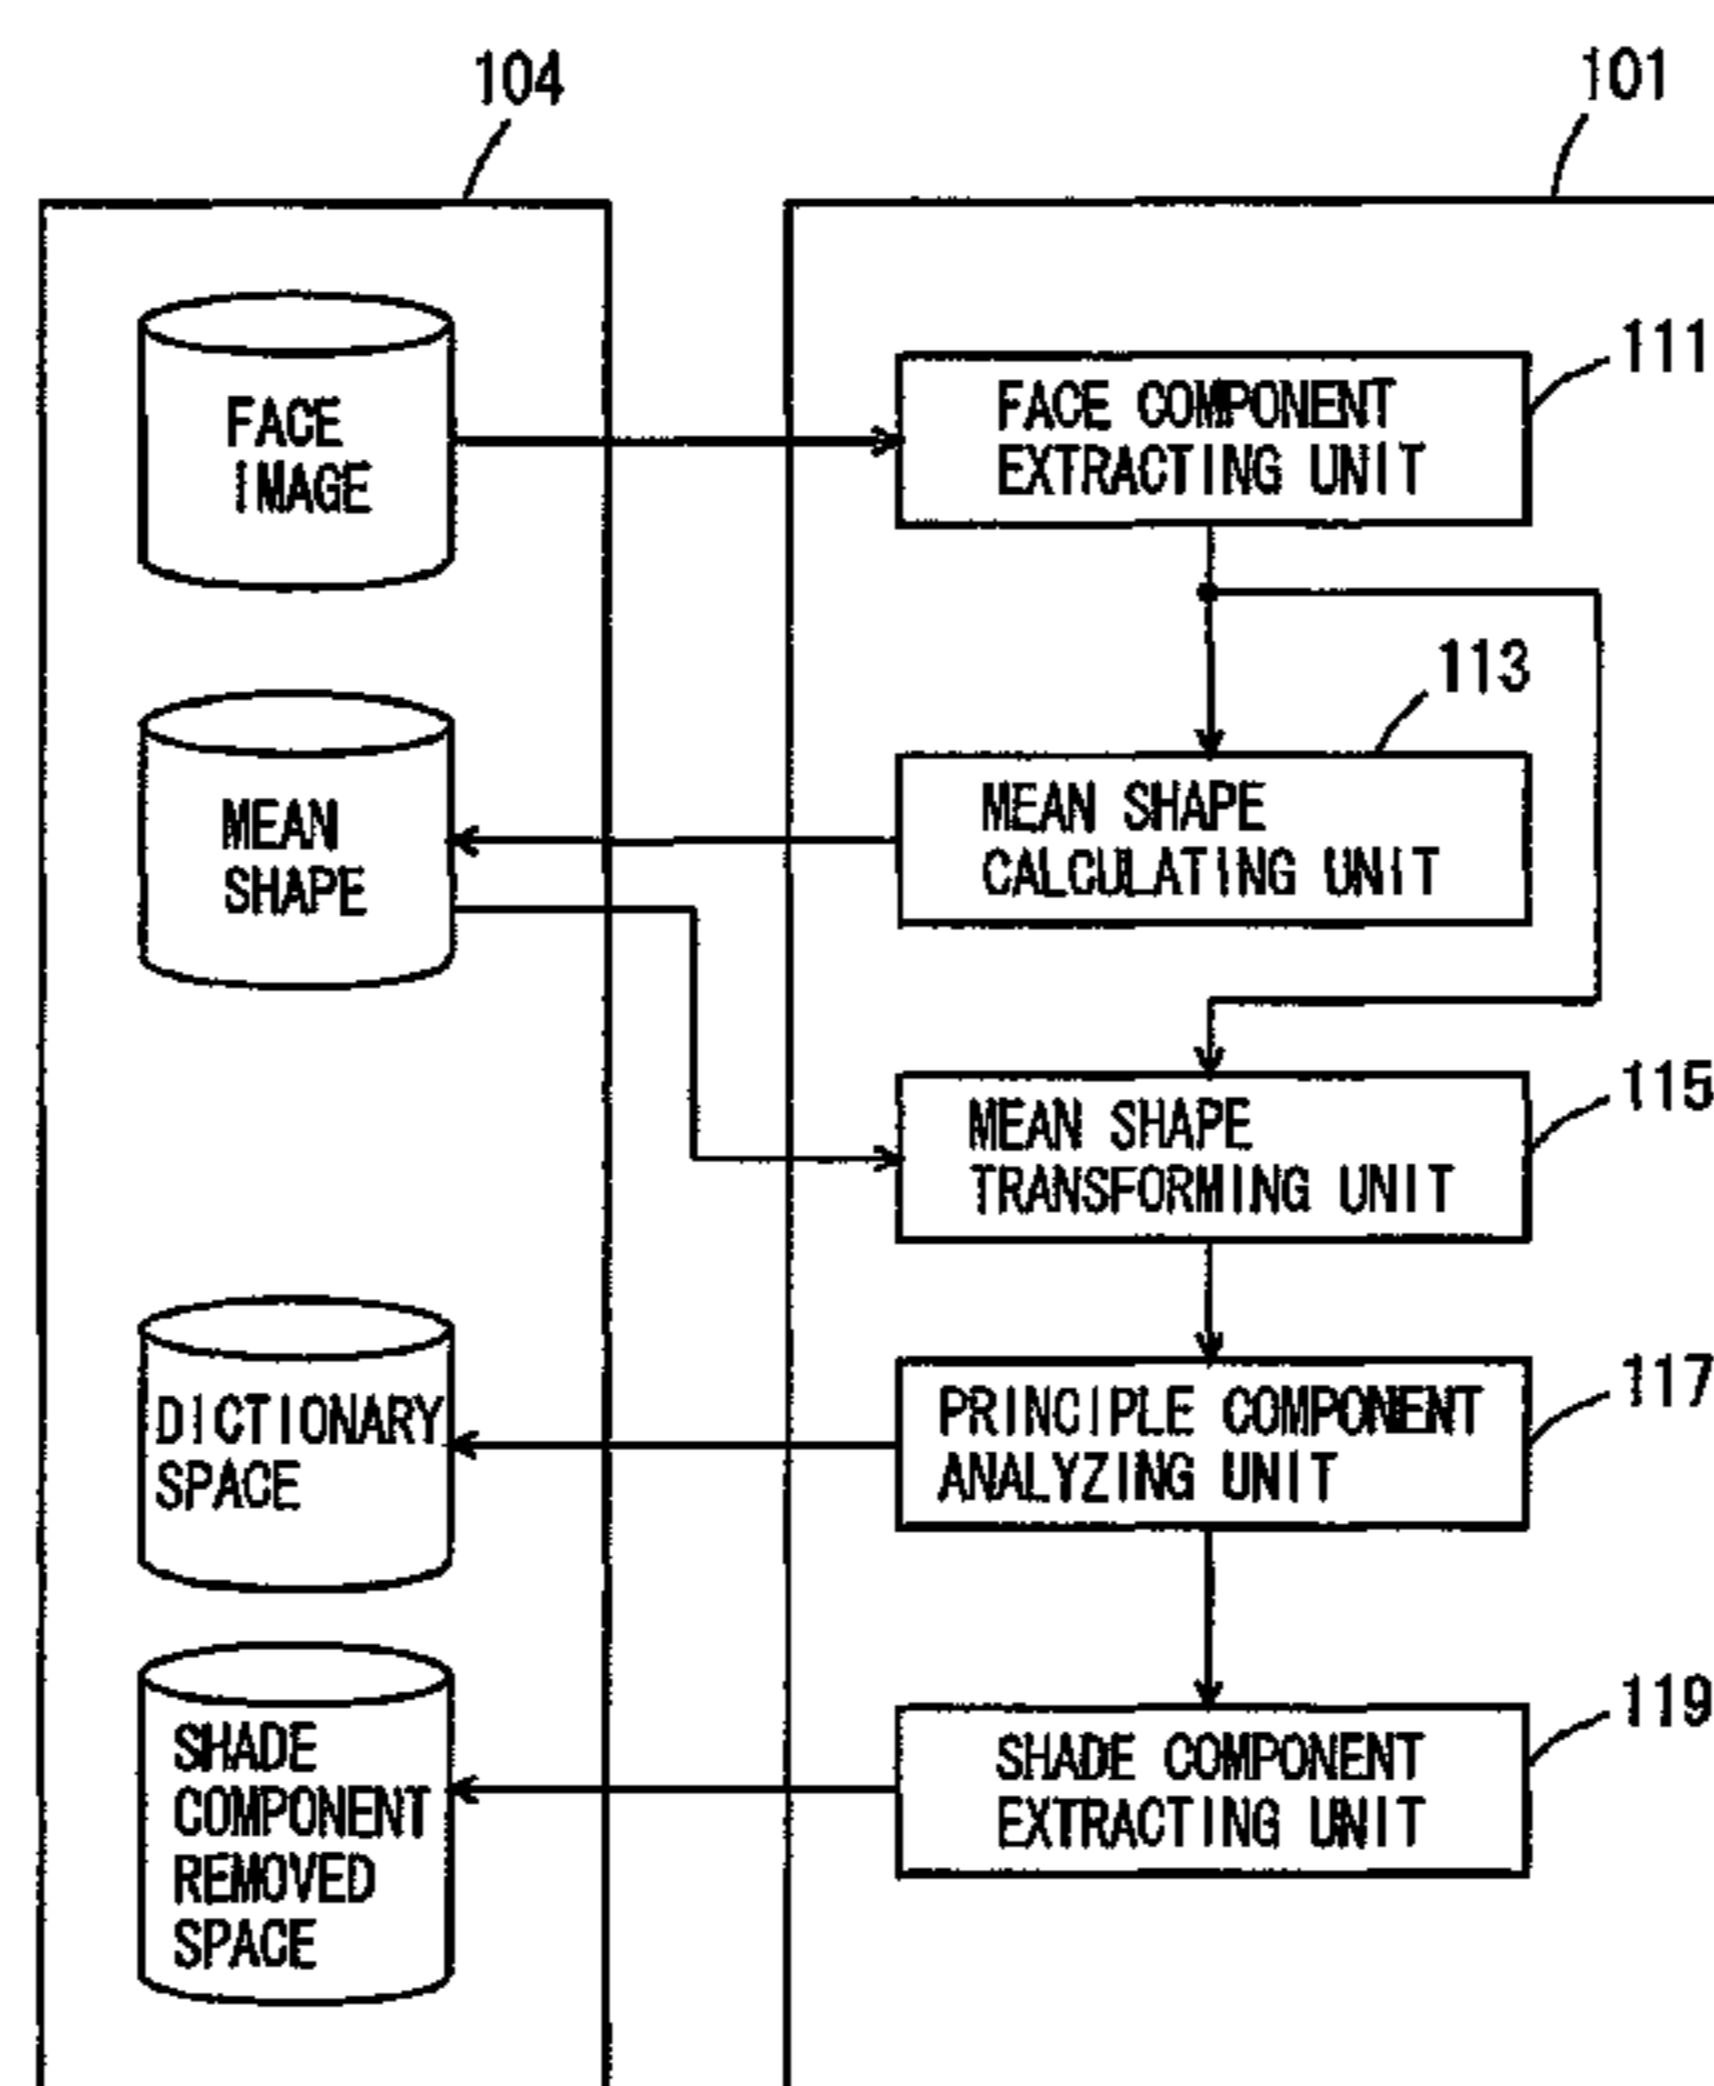 104
101
FACE
IMAGE
111
FACE COMPONENT
EXTRACTING UNIT
113
MEAN
SHAPE
MEAN SHAPE
CALCULATING UNIT
115
MEAN SHAPE
TRANSFORMING UNIT
DICTIONARY
SPACE
117
PRINCIPLE COMPONENT
ANALYZING UNIT
SHADE
COMPONENT
REMOVED
SPACE
119
SHADE COMPONENT
EXTRACTING UNIT